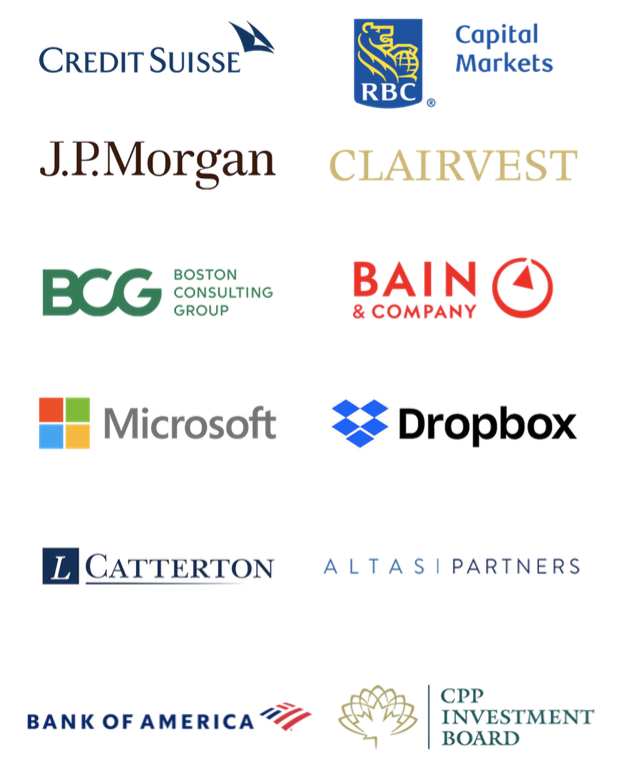 CREDIT SUISSE
RBC ®
Capital
Markets
J.P.Morgan
CLAIRVEST
BCG
BOSTON
CONSULTING
GROUP
BAIN
& COMPANY
Microsoft
Dropbox
L CATTERTON
ALTAS | PARTNERS
BANK OF AMERICA
CPP
INVESTMENT
BOARD